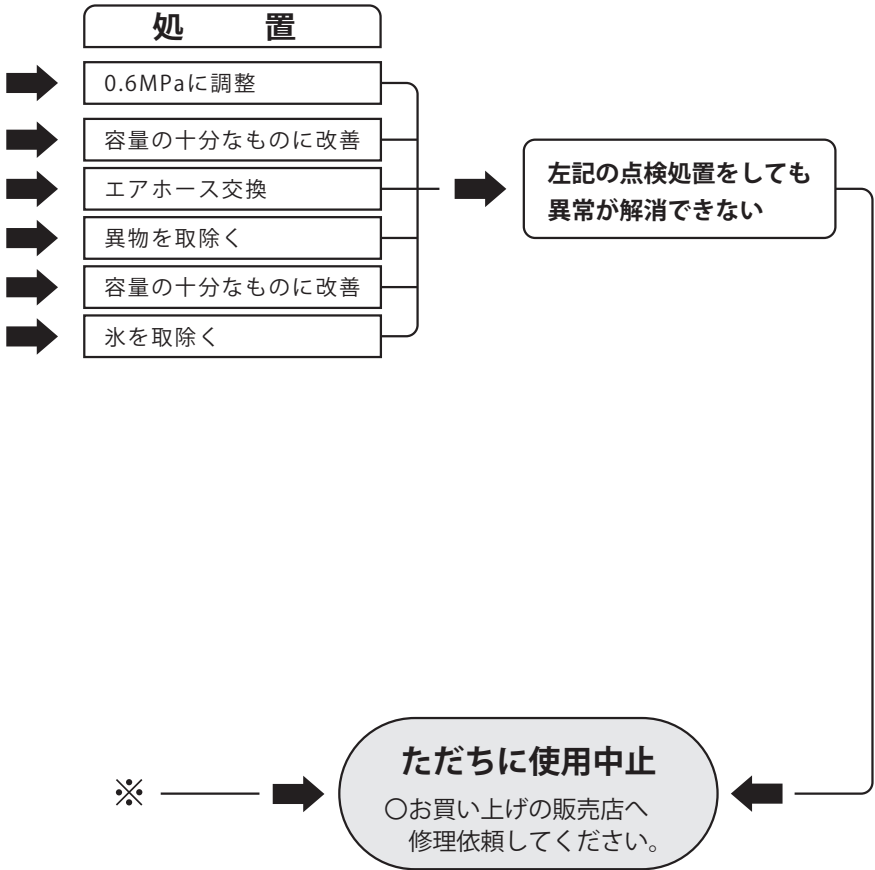 処　置
0.6MPaに調整
容量の十分なものに改善
エアホース交換
異物を取除く
容量の十分なものに改善
氷を取除く
左記の点検処置をしても
異常が解消できない
※
ただちに使用中止
○お買い上げの販売店へ
修理依頼してください。